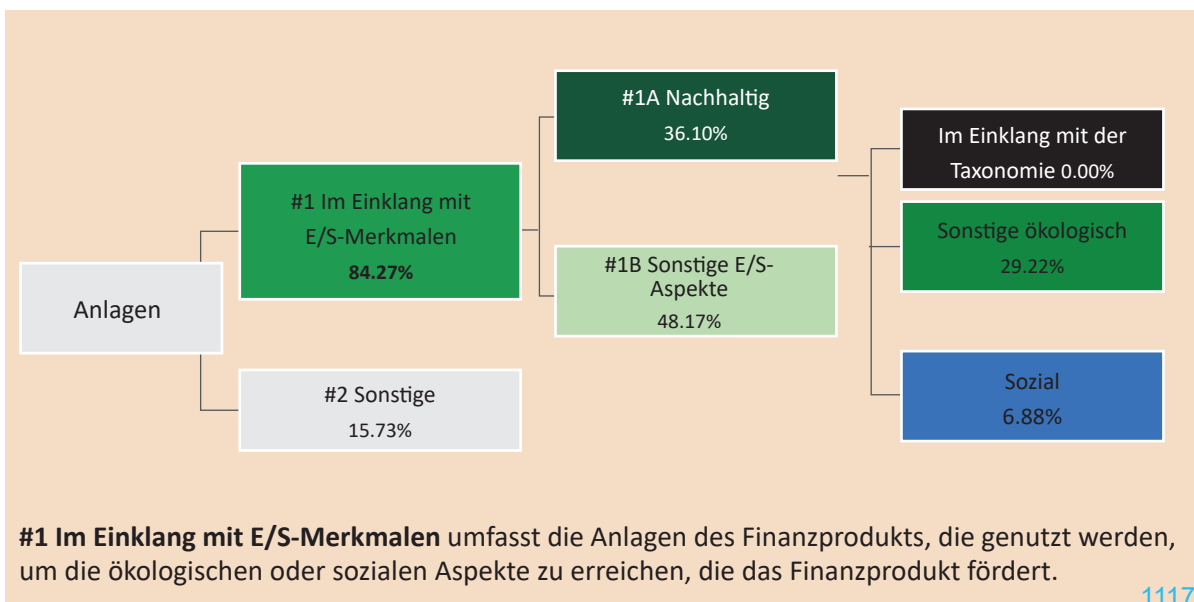 Anlagen
#1 Im Einklang mit
E/S-Merkmalen
84.27%
#2 Sonstige
15.73%
#1A Nachhaltig
36.10%
#1B Sonstige E/S-
Aspekte
48.17%
Im Einklang mit der
Taxonomie 0.00%
Sonstige ökologisch
29.22%
Sozial
6.88%
#1 Im Einklang mit E/S-Merkmalen umfasst die Anlagen des Finanzprodukts, die genutzt werden,
um die ökologischen oder sozialen Aspekte zu erreichen, die das Finanzprodukt fördert.
1117